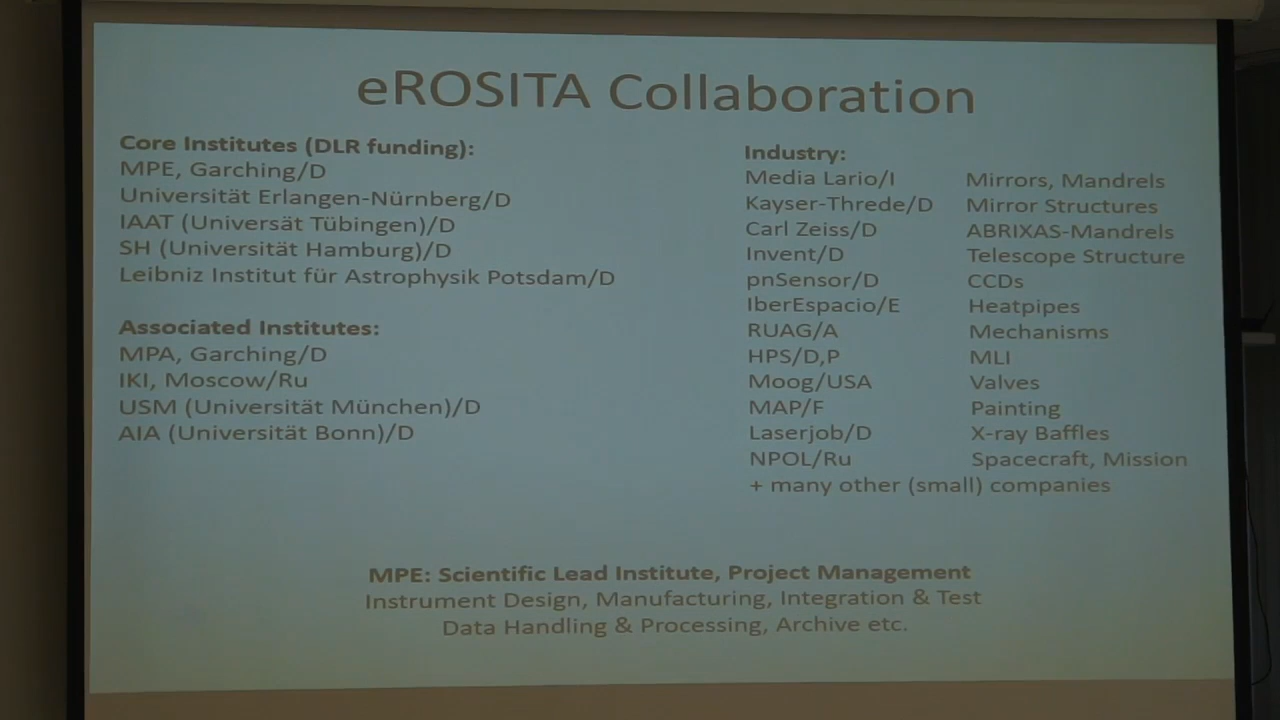 eROSITA Collaboration
Core Institutes (DLR funding):
MPE, Garching/D
Universität Erlangen-Nürnberg/D
IAAT (Universät Tübingen)/D
SH (Universität Hamburg)/D
Leibniz Institut für Astrophysik Potsdam/D
Associated Institutes:
MPA, Garching/D
IKI, Moscow/Ru
USM (Universität München)/D
AIA (Universität Bonn)/D
Industry:
Media Lario/I Mirrors, Mandrels
Kayser-Threde/D Mirror Structures
Carl Zeiss/D ABRIXAS-Mandrels
Invent/D Telescope Structure
pnSensor/D CCDs
IberEspacio/E Heatpipes
RUAG/A Mechanisms
HPS/D,P MLI
Moog/USA Valves
MAP/F Painting
Laserjob/D X-ray Baffles
NPOL/Ru Spacecraft, Mission
+ many other (small) companies
MPE: Scientific Lead Institute, Project Management
Instrument Design, Manufacturing, Integration & Test
Data Handling & Processing, Archive etc.